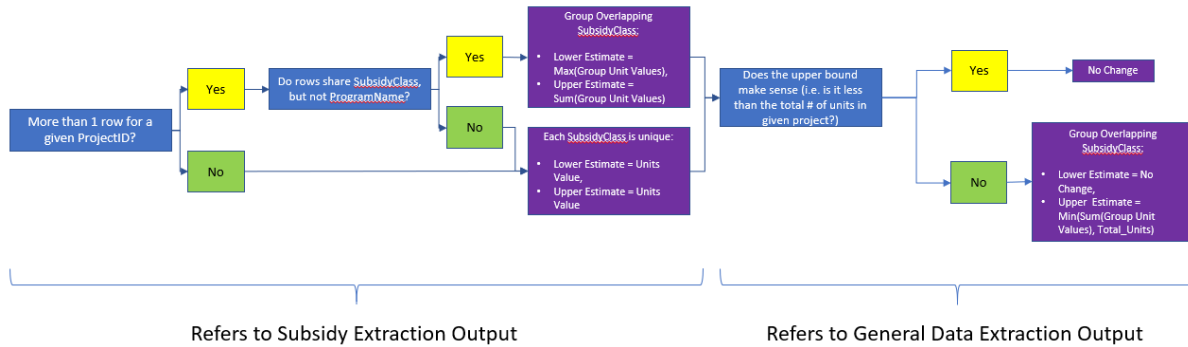 More than 1 row for a
given ProjectID?
Yes
No
Do rows share SubsidyClass,
but not ProgramName?
Yes
No
Group Overlapping
SubsidyClass:
• Lower Estimate =
Max(Group Unit Values),
• Upper Estimate =
Sum(Group Unit Values)
Each SubsidyClass is unique:
• Lower Estimate = Units
Value,
• Upper Estimate = Units
Value
Does the upper bound
make sense (i.e. is it less
than the total # of units in
given project?)
Yes
No Change
No
Group Overlapping
SubsidyClass:
• Lower Estimate = No
Change,
• Upper Estimate =
Min(Sum(Group Unit
Values), Total_Units)
Refers to Subsidy Extraction Output
Refers to General Data Extraction Output